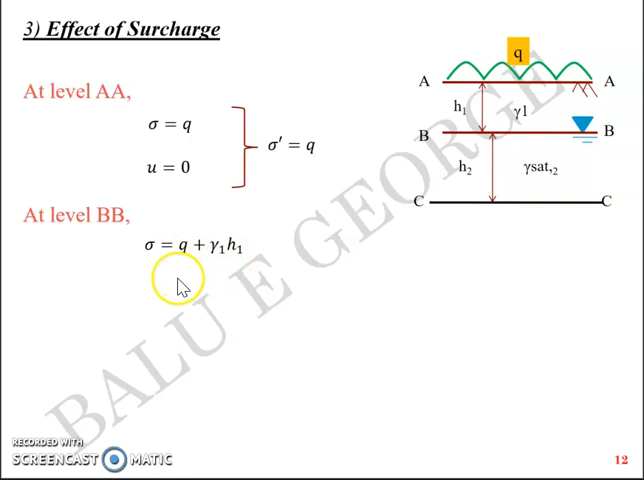 3) Effect of Surcharge
q
At level AA,
A A
h₁ γ1
σ = q
B B
σ′ = q
u = 0
h₂ γsat,₂
C C
At level BB,
σ = q + γ₁h₁
BALU E GEORGE
RECORDED WITH
SCREENCAST MATIC
12